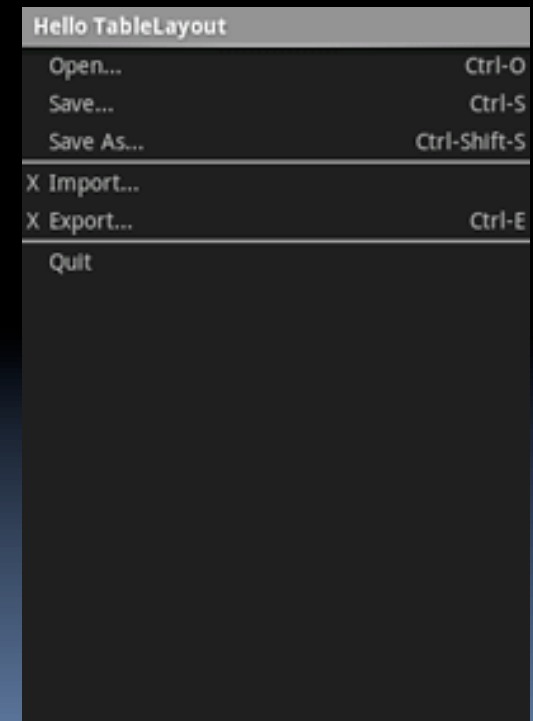 Hello TableLayout
Open... Ctrl-O
Save... Ctrl-S
Save As... Ctrl-Shift-S
X Import...
X Export... Ctrl-E
Quit